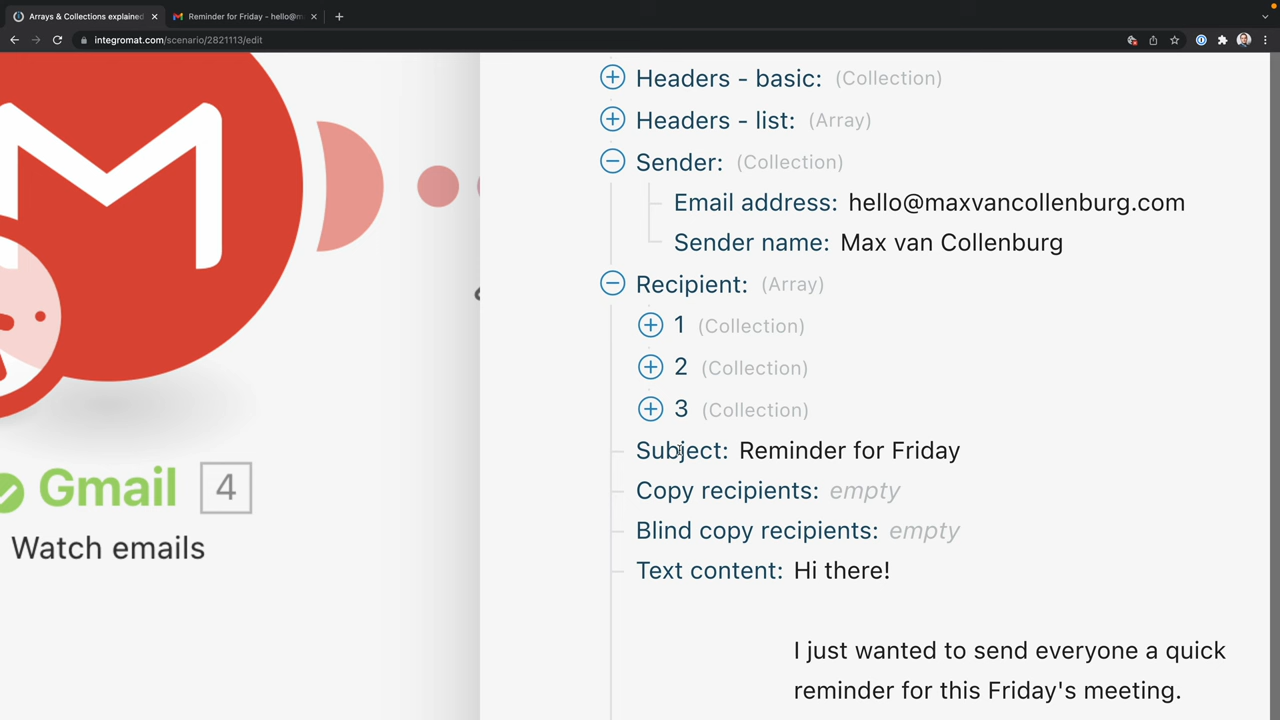 Arrays & Collections explained
Reminder for Friday - hello@m
integromat.com/scenario/2821113/edit
Headers - basic: (Collection)
Headers - list: (Array)
Sender: (Collection)
Email address: hello@maxvancollenburg.com
Sender name: Max van Collenburg
Recipient: (Array)
1 (Collection)
2 (Collection)
3 (Collection)
Subject: Reminder for Friday
Gmail 4
Copy recipients: empty
Blind copy recipients: empty
Watch emails
Text content: Hi there!
I just wanted to send everyone a quick
reminder for this Friday's meeting.